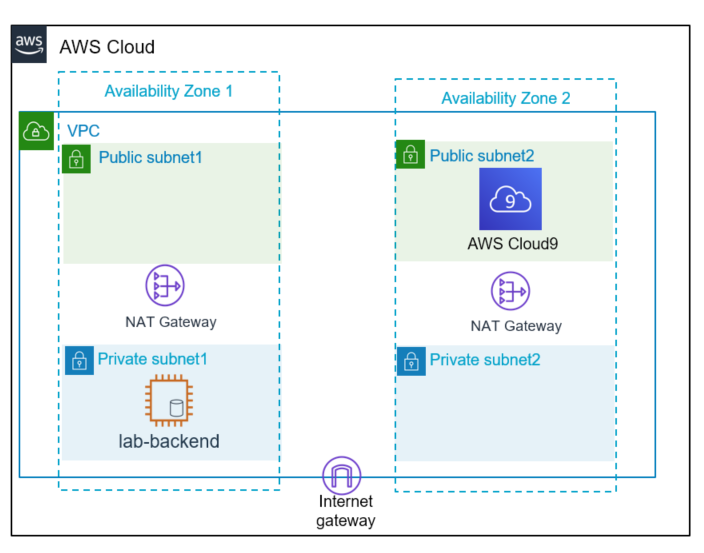 aws
AWS Cloud
Availability Zone 1
Availability Zone 2
VPC
Public subnet1
Public subnet2
9
AWS Cloud9
NAT Gateway
NAT Gateway
Private subnet1
Private subnet2
lab-backend
Internet
gateway